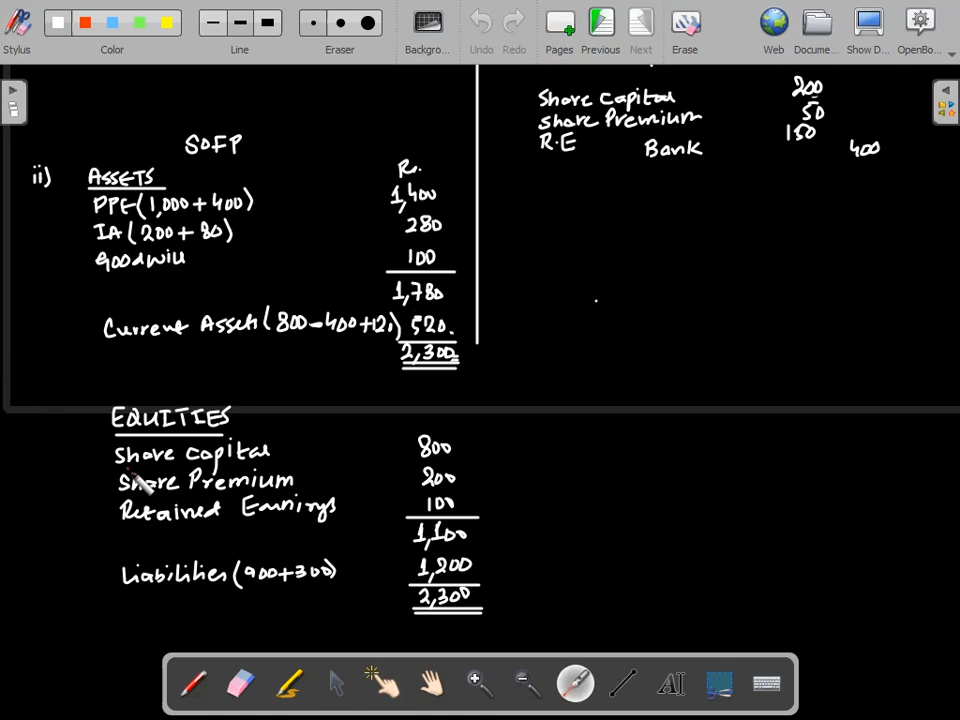 Stylus
Color
Line
Eraser
Backgro...
Undo
Redo
Pages
Previous
Next
Erase
Web
Docume...
Show D...
OpenBo...
Share Capital 200
Share Premium 50
R.E 150
Bank 400
SOFP
ii) ASSETS Rs.
PPE(1,000+400) 1,400
IA(200+80) 280
Goodwill 100
1,780
Current Assets(800-400+120) 520.
2,300
EQUITIES
Share Capital 800
Share Premium 200
Retained Earnings 100
1,100
Liabilities(900+300) 1,200
2,300